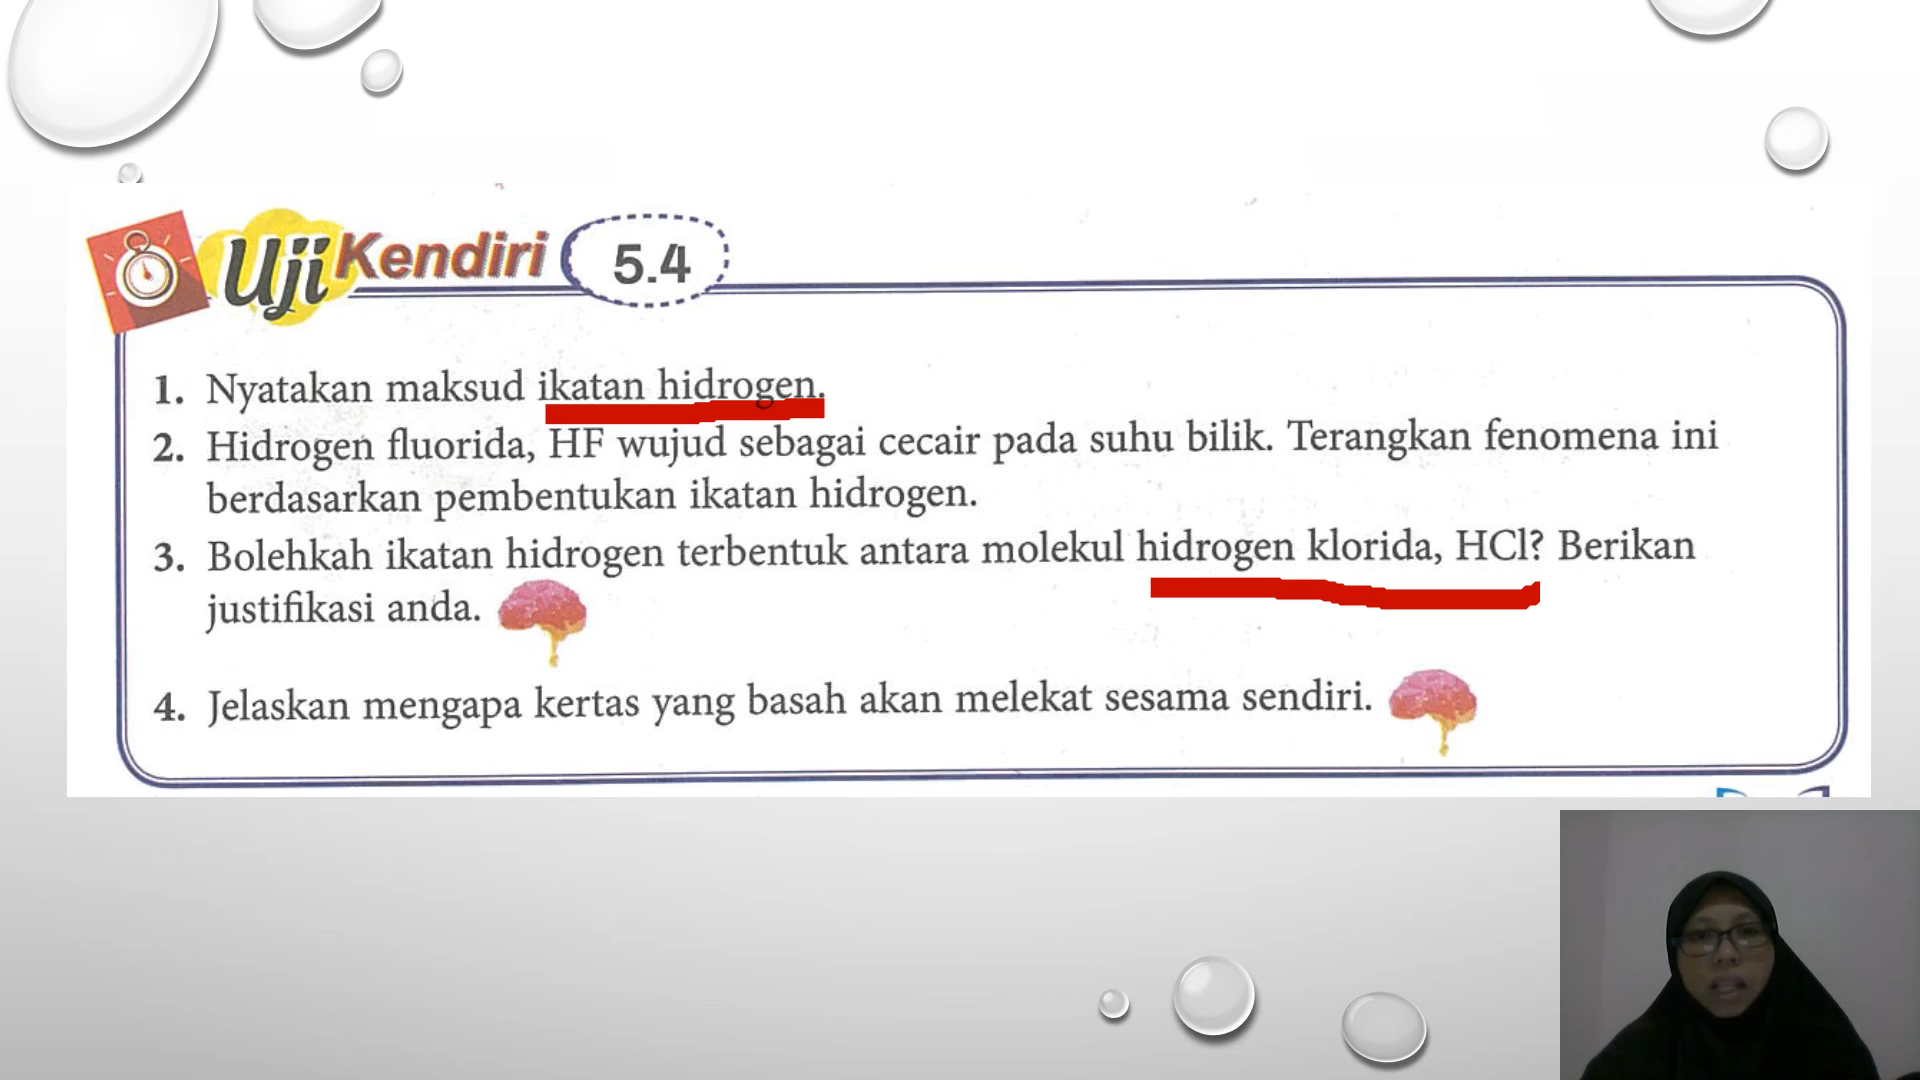 Uji Kendiri 5.4
1. Nyatakan maksud ikatan hidrogen.
2. Hidrogen fluorida, HF wujud sebagai cecair pada suhu bilik. Terangkan fenomena ini
berdasarkan pembentukan ikatan hidrogen.
3. Bolehkah ikatan hidrogen terbentuk antara molekul hidrogen klorida, HCl? Berikan
justifikasi anda.
4. Jelaskan mengapa kertas yang basah akan melekat sesama sendiri.